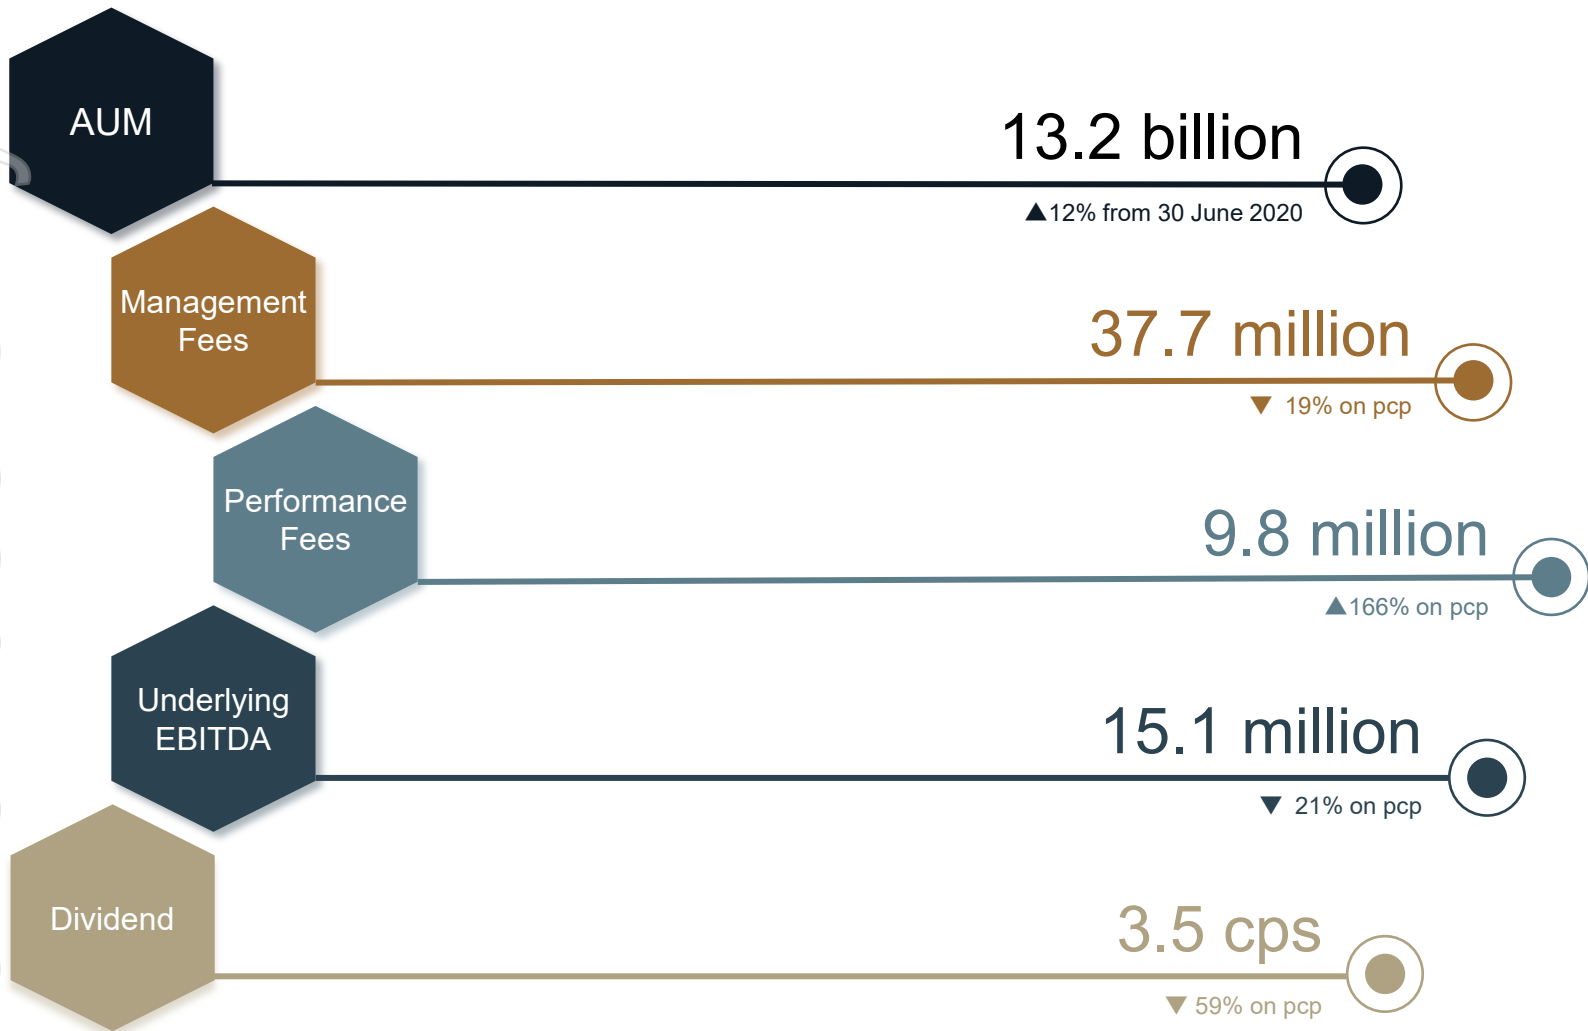 AUM
13.2 billion
▲12% from 30 June 2020
Management
Fees
37.7 million
▼ 19% on pcp
Performance
Fees
9.8 million
▲166% on pcp
Underlying
EBITDA
15.1 million
▼ 21% on pcp
Dividend
3.5 cps
▼ 59% on pcp